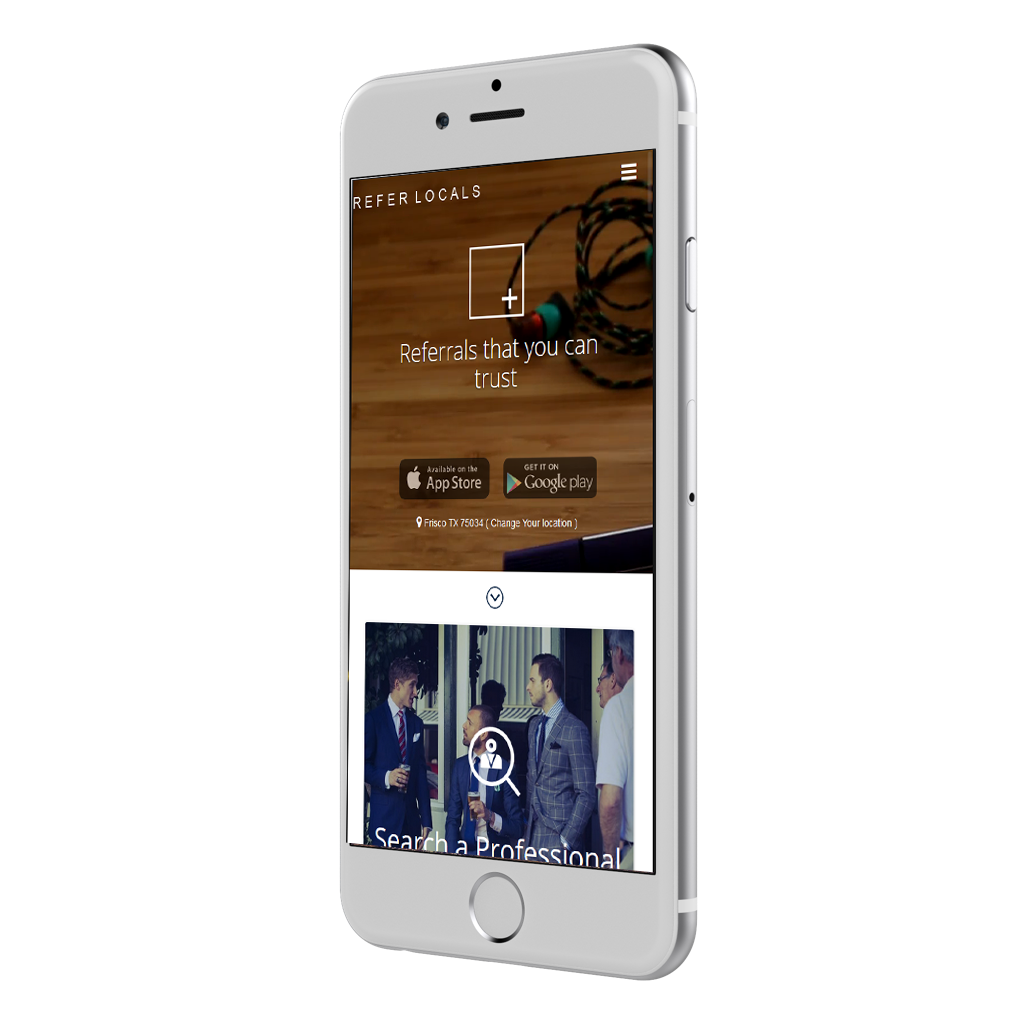 REFER LOCALS
Referrals that you can
trust
Available on the
App Store
GET IT ON
Google play
Frisco TX 75034 ( Change Your location )
Search a Professional